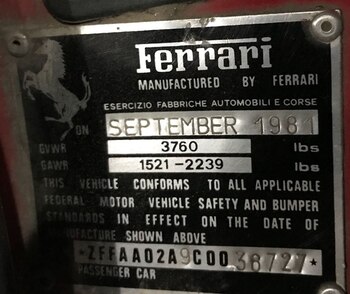 Ferrari
MANUFACTURED BY FERRARI
ESERCIZIO FABBRICHE AUTOMOBILI E CORSE
ON SEPTEMBER 1981
GVWR 3760 lbs
GAWR 1521-2239 lbs
THIS VEHICLE CONFORMS TO ALL APPLICABLE
FEDERAL MOTOR VEHICLE SAFETY AND BUMPER
STANDARDS IN EFFECT ON THE DATE OF
UFACTURE SHOWN ABOVE
*ZFFAA02A9C0038727*
PASSENGER CAR